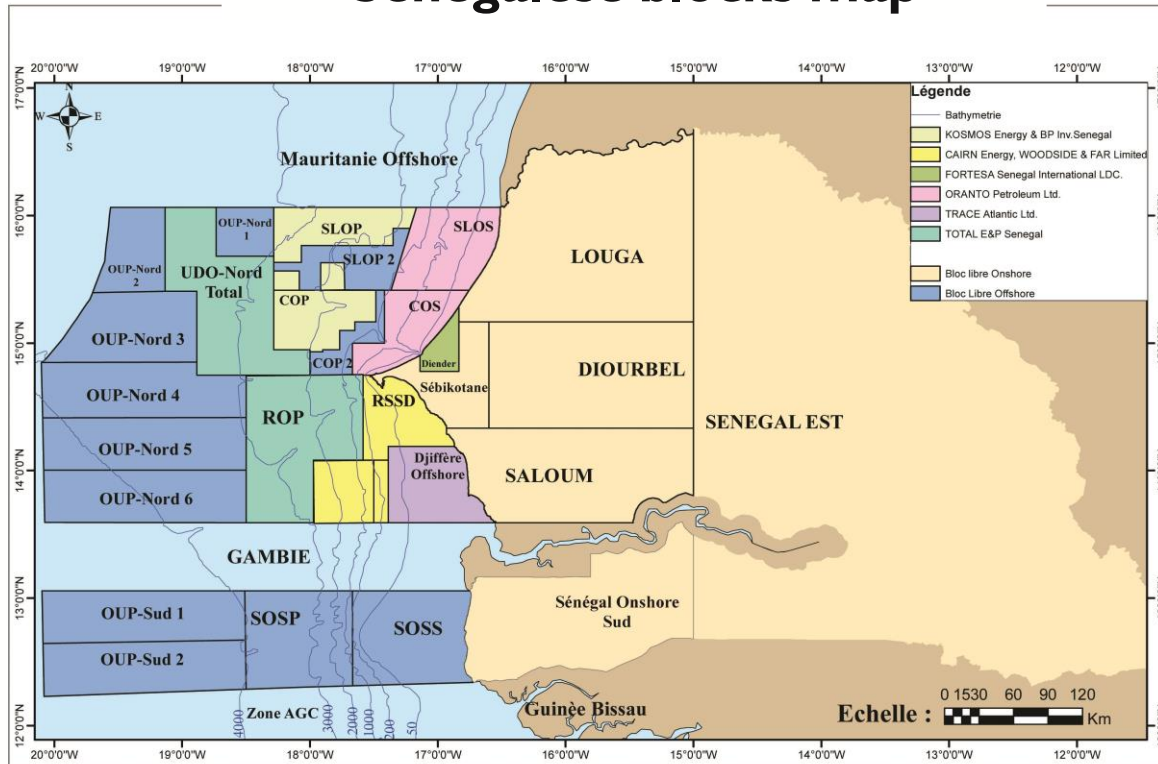 Senegalese blocks map
20°0'0"W 19°0'0"W 18°0'0"W 17°0'0"W 16°0'0"W 15°0'0"W 14°0'0"W 13°0'0"W 12°0'0"W
17°0'0"N
16°0'0"N
15°0'0"N
14°0'0"N
13°0'0"N
12°0'0"N
N
W E
S
Mauritanie Offshore
Légende
Bathymetrie
KOSMOS Energy & BP Inv.Senegal
CAIRN Energy, WOODSIDE & FAR Limited
FORTESA Senegal International LDC.
ORANTO Petroleum Ltd.
TRACE Atlantic Ltd.
TOTAL E&P Senegal
Bloc libre Onshore
Bloc Libre Offshore
OUP-Nord
1
SLOP
SLOS
OUP-Nord
2
UDO-Nord
Total
SLOP 2
LOUGA
COP
COS
OUP-Nord 3
COP 2
Diender
DIOURBEL
Sébikotane
OUP-Nord 4
ROP
RSSD
SENEGAL EST
OUP-Nord 5
Djiffère
Offshore
SALOUM
OUP-Nord 6
GAMBIE
OUP-Sud 1
SOSP
SOSS
Sénégal Onshore
Sud
OUP-Sud 2
Zone AGC
4000
3000
2000
1000
200
50
Guinèe Bissau
Echelle :
0 1530 60 90 120
Km
20°0'0"W 19°0'0"W 18°0'0"W 17°0'0"W 16°0'0"W 15°0'0"W 14°0'0"W 13°0'0"W 12°0'0"W